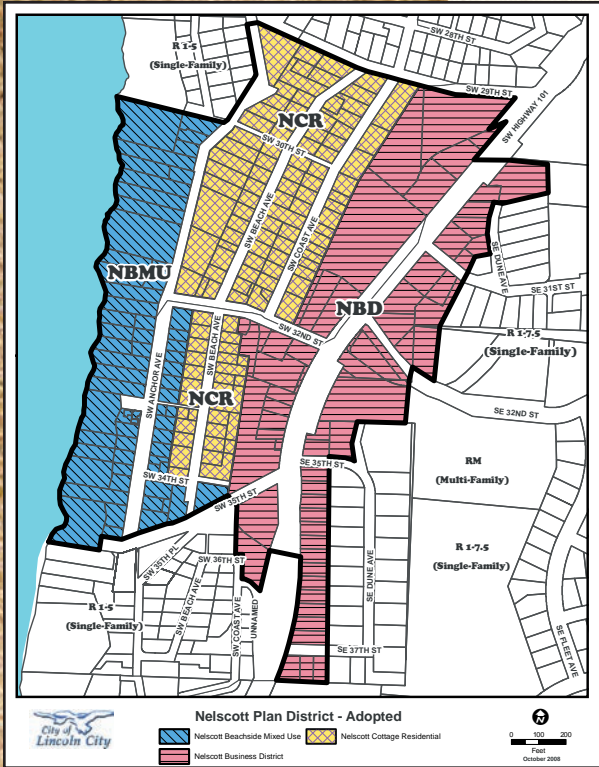 R 1-5
(Single-Family)
SW 28TH ST
SW 29TH ST
SW HIGHWAY 101
NCR
SW 30TH ST
SW BEACH AVE
SW COAST AVE
SE DUNE AVE
NBMU
SE 31ST ST
NBD
SW 32ND ST
R 1-7.5
(Single-Family)
SW ANCHOR AVE
SW BEACH AVE
NCR
SE 32ND ST
SW 34TH ST
SE 35TH ST
RM
(Multi-Family)
SW 35TH ST
SW 35TH PL
SW 36TH ST
R 1-7.5
(Single-Family)
SE DUNE AVE
R 1-5
(Single-Family)
SW BEACH AVE
SW COAST AVE
UNNAMED
SE 37TH ST
SE FLEET AVE
City of
Lincoln City
Nelscott Plan District - Adopted
Nelscott Beachside Mixed Use
Nelscott Cottage Residential
Nelscott Business District
N
0 100 200
Feet
October 2008